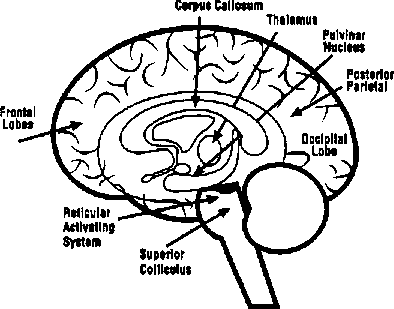 Corpus Callosum
Thalamus
Pulvinar
Nucleus
Posterior
Parietal
Frontal
Lobes
Occipital
Lobe
Reticular
Activating
System
Superior
Colliculus